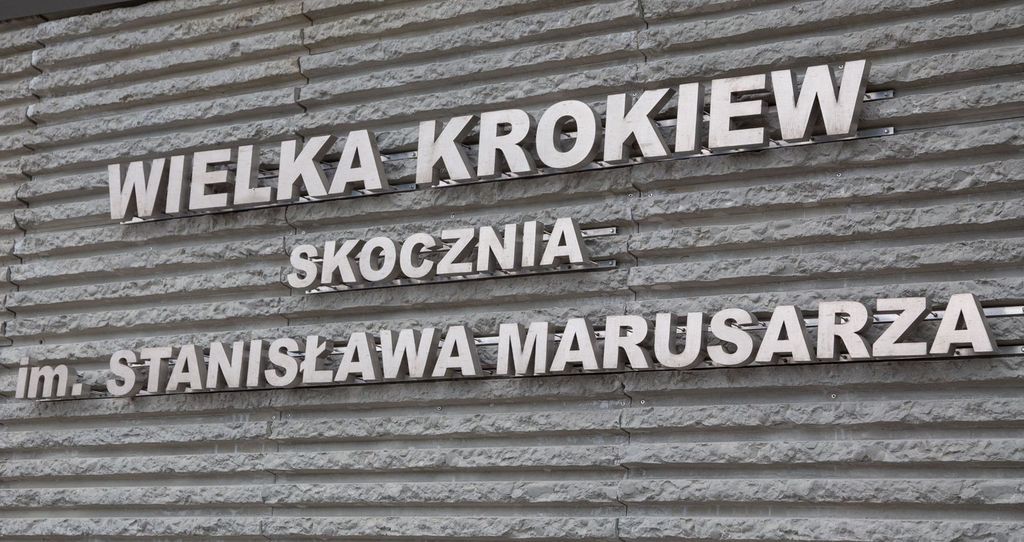 WIELKA KROKIEW
SKOCZNIA
im. STANISŁAWA MARUSARZA